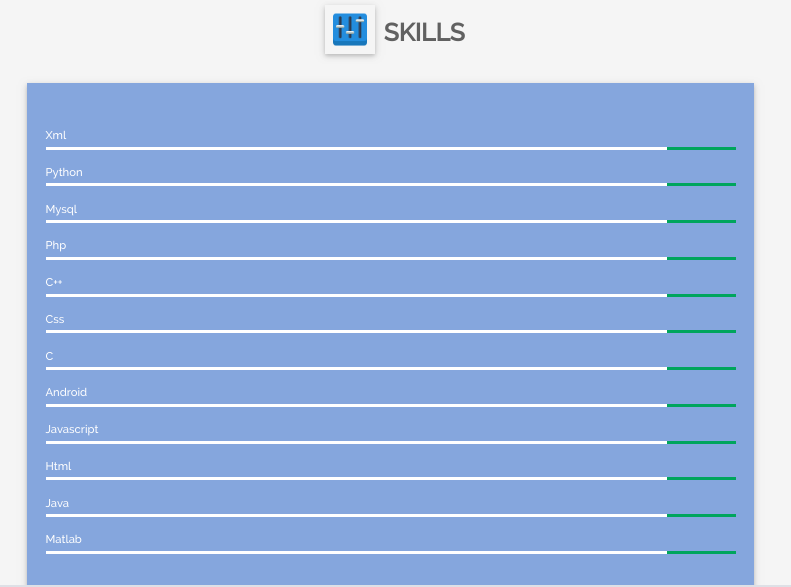 SKILLS
Xml
Python
Mysql
Php
C++
Css
C
Android
Javascript
Html
Java
Matlab